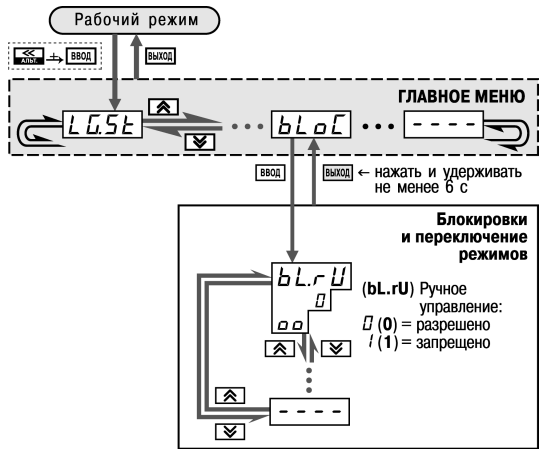 Рабочий режим
АЛЬТ. + ВВОД ВЫХОД
ГЛАВНОЕ МЕНЮ
LG.St ••• bLoC ••• ----
ВВОД ВЫХОД ← нажать и удерживать
не менее 6 с
Блокировки
и переключение
режимов
bL.rU
0
oo
(bL.rU) Ручное
управление:
0 (0) = разрешено
1 (1) = запрещено
----